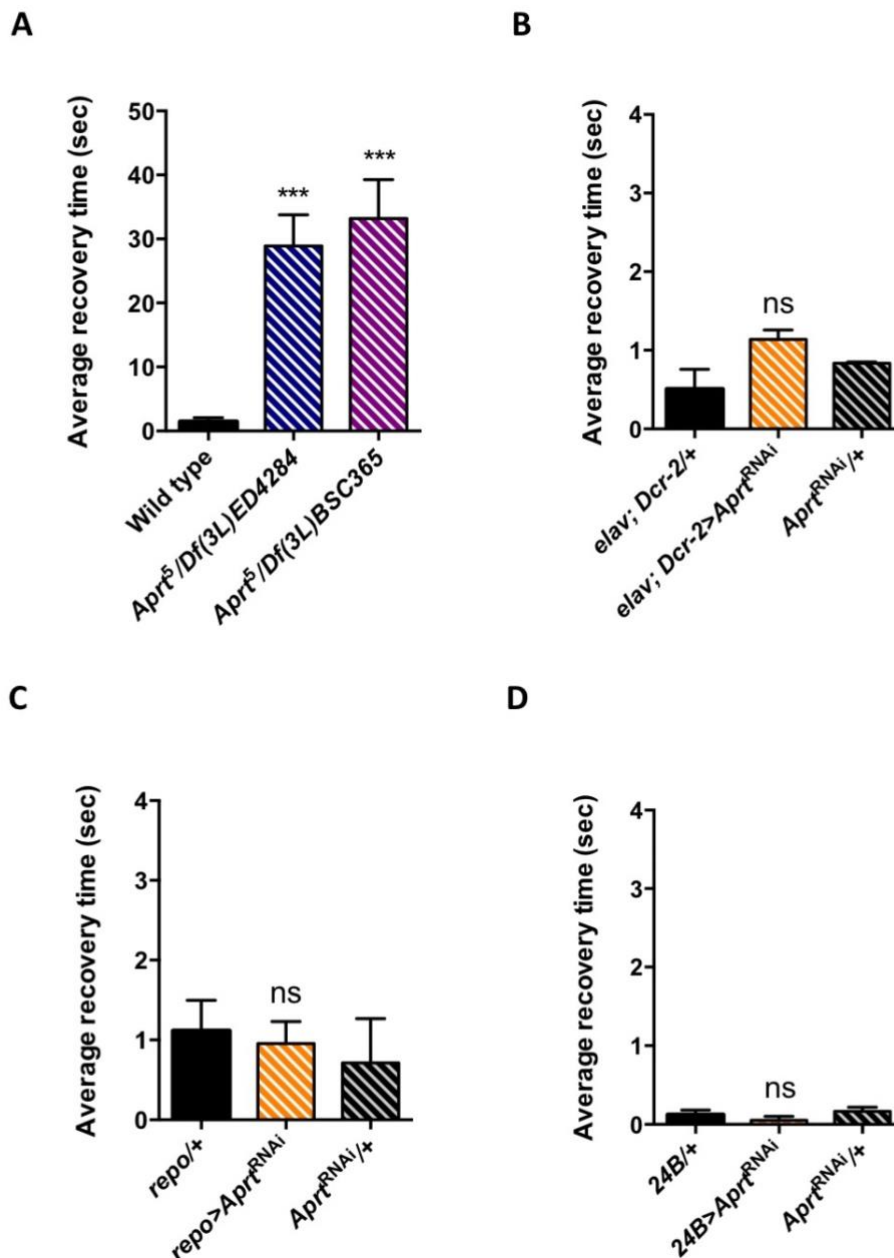 A
Average recovery time (sec)
50
40
30
20
10
0
***
***
Wild type
Aprt⁵/Df(3L)ED4284
Aprt⁵/Df(3L)BSC365
B
Average recovery time (sec)
4
3
2
1
0
ns
elav; Dcr-2/+
elav; Dcr-2>Aprtᴿᴺᴬⁱ
Aprtᴿᴺᴬⁱ/+
C
Average recovery time (sec)
4
3
2
1
0
ns
repo/+
repo>Aprtᴿᴺᴬⁱ
Aprtᴿᴺᴬⁱ/+
D
Average recovery time (sec)
4
3
2
1
0
ns
24B/+
24B>Aprtᴿᴺᴬⁱ
Aprtᴿᴺᴬⁱ/+